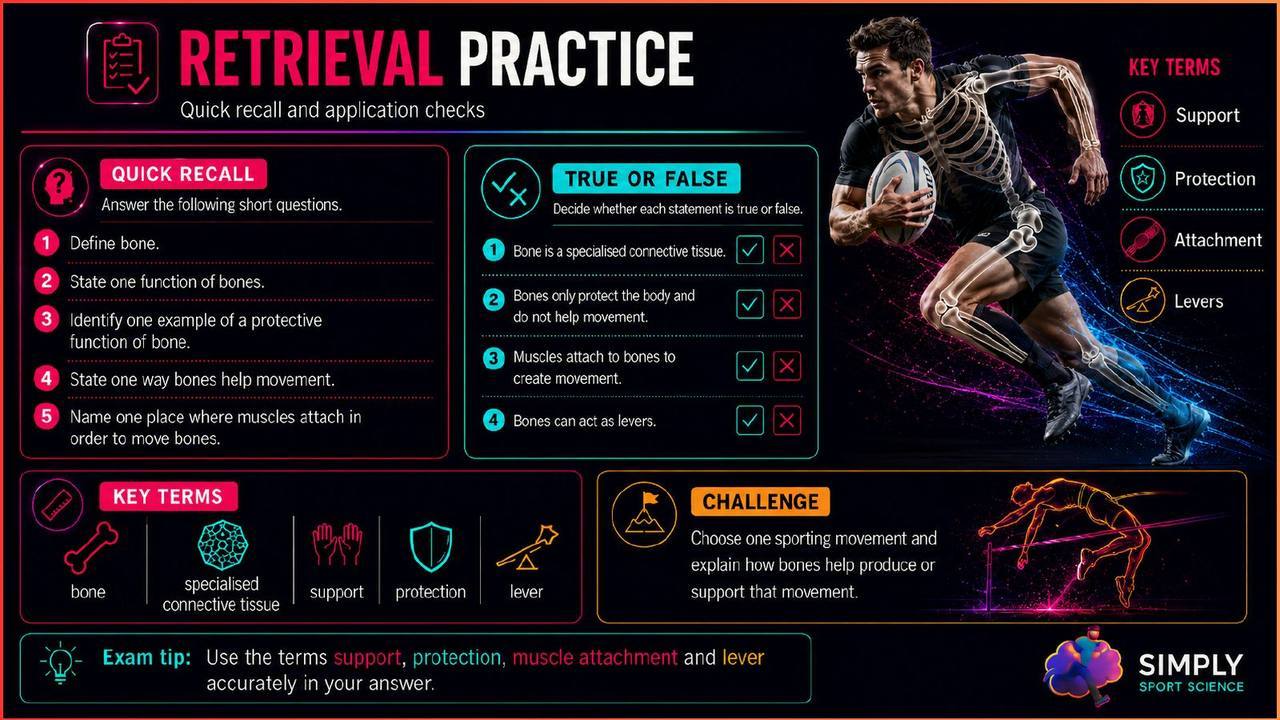 RETRIEVAL PRACTICE
Quick recall and application checks
QUICK RECALL
Answer the following short questions.
1 Define bone.
2 State one function of bones.
3 Identify one example of a protective
function of bone.
4 State one way bones help movement.
5 Name one place where muscles attach in
order to move bones.
TRUE OR FALSE
Decide whether each statement is true or false.
1 Bone is a specialised connective tissue.
2 Bones only protect the body and
do not help movement.
3 Muscles attach to bones to
create movement.
4 Bones can act as levers.
KEY TERMS
Support
Protection
Attachment
Levers
KEY TERMS
bone
specialised
connective tissue
support
protection
lever
CHALLENGE
Choose one sporting movement and
explain how bones help produce or
support that movement.
Exam tip: Use the terms support, protection, muscle attachment and lever
accurately in your answer.
SIMPLY
SPORT SCIENCE